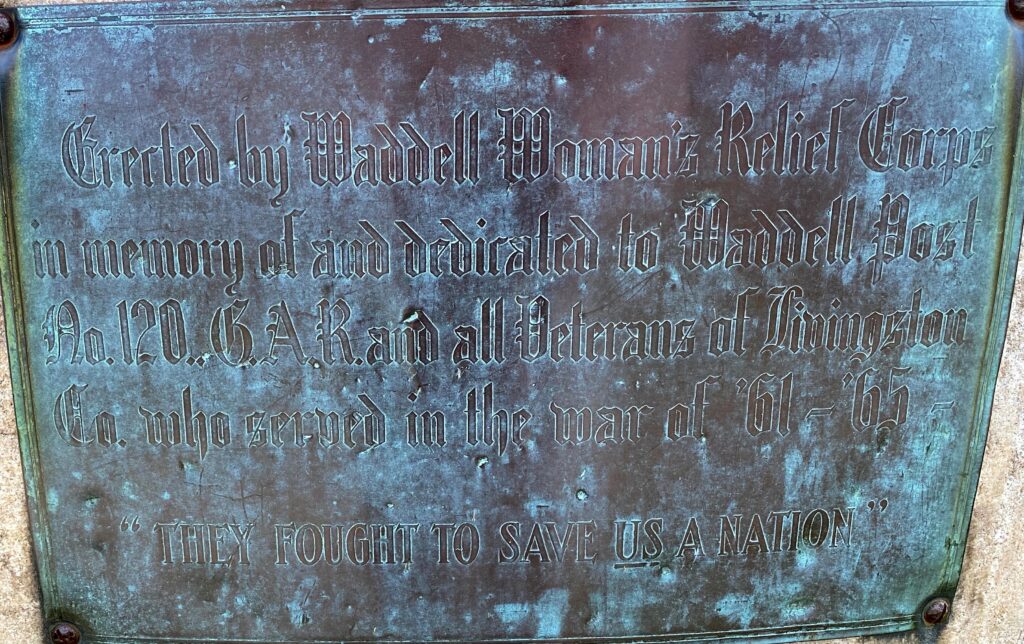 Erected by Waddell Woman's Relief Corps
in memory of and dedicated to Waddell Post
No. 120., G.A.R. and all Veterans of Livingston
Co. who served in the war of '61 – '65 –
“ THEY FOUGHT TO SAVE US A NATION ”